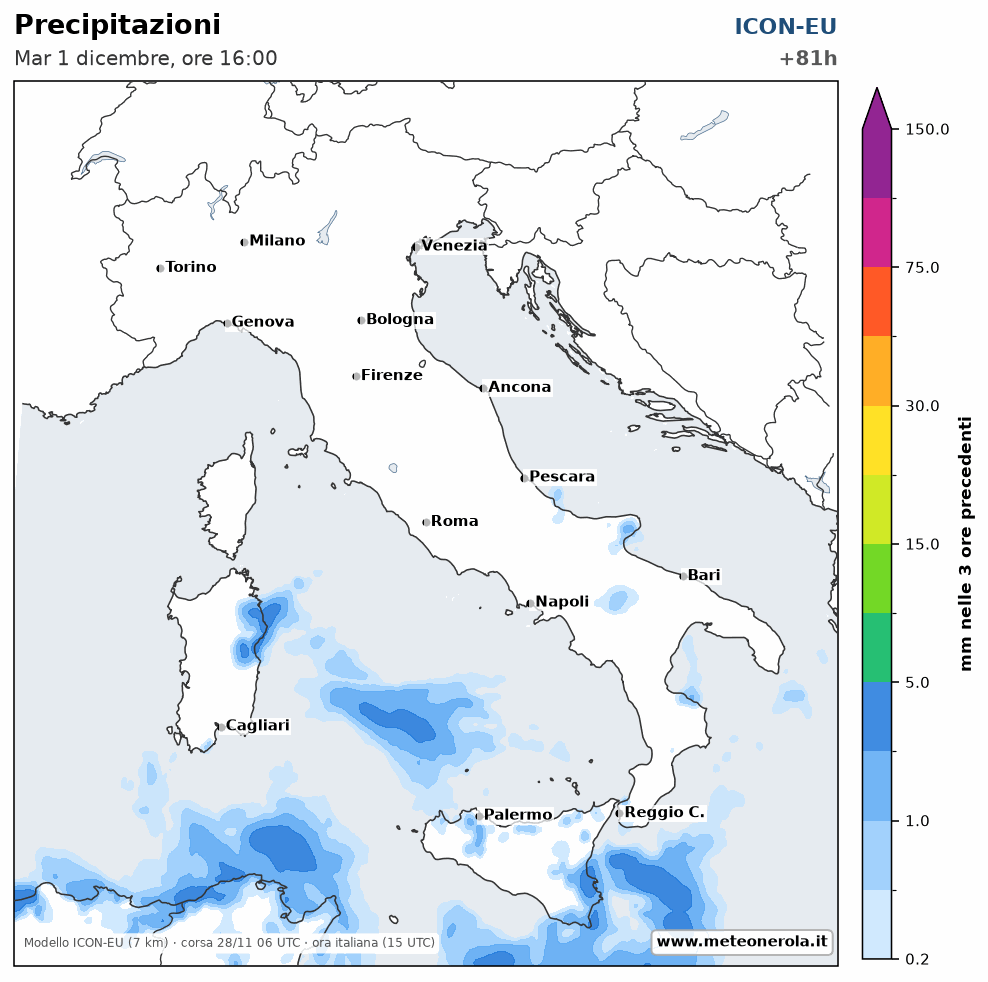 Precipitazioni
ICON-EU
Mar 1 dicembre, ore 16:00
+81h
150.0
75.0
30.0
15.0
5.0
1.0
0.2
mm nelle 3 ore precedenti
Milano
Venezia
Torino
Genova
Bologna
Firenze
Ancona
Pescara
Roma
Bari
Napoli
Cagliari
Palermo
Reggio C.
Modello ICON-EU (7 km) · corsa 28/11 06 UTC · ora italiana (15 UTC)
www.meteonerola.it